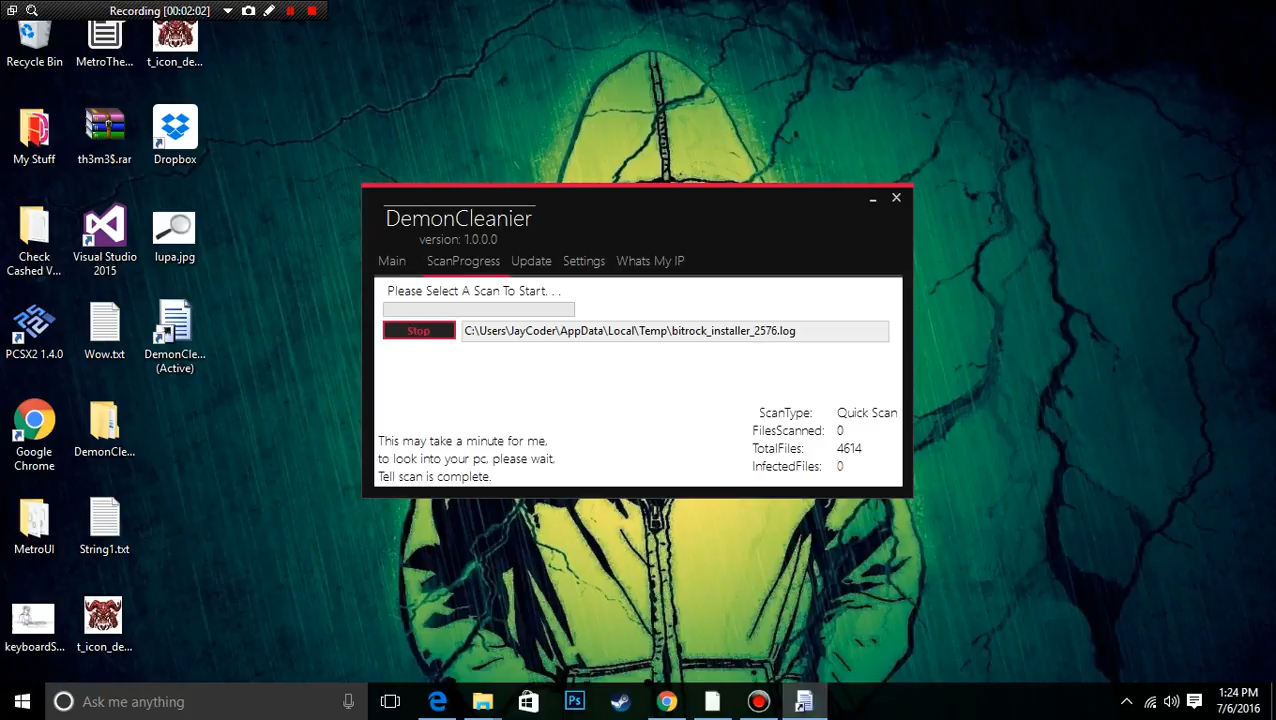 Recording [00:02:02]
Recycle Bin
MetroThe...
t_icon_de...
My Stuff
th3m3$.rar
Dropbox
Check
Cashed V...
Visual Studio
2015
lupa.jpg
PCSX2 1.4.0
Wow.txt
DemonCle...
(Active)
Google
Chrome
DemonCle...
MetroUI
String1.txt
keyboardS...
t_icon_de...
DemonCleanier
version: 1.0.0.0
Main
ScanProgress
Update
Settings
Whats My IP
Please Select A Scan To Start. . .
Stop
C:\Users\JayCoder\AppData\Local\Temp\bitrock_installer_2576.log
ScanType: Quick Scan
FilesScanned: 0
TotalFiles: 4614
InfectedFiles: 0
This may take a minute for me,
to look into your pc, please wait,
Tell scan is complete.
Ask me anything
Ps
1:24 PM
7/6/2016